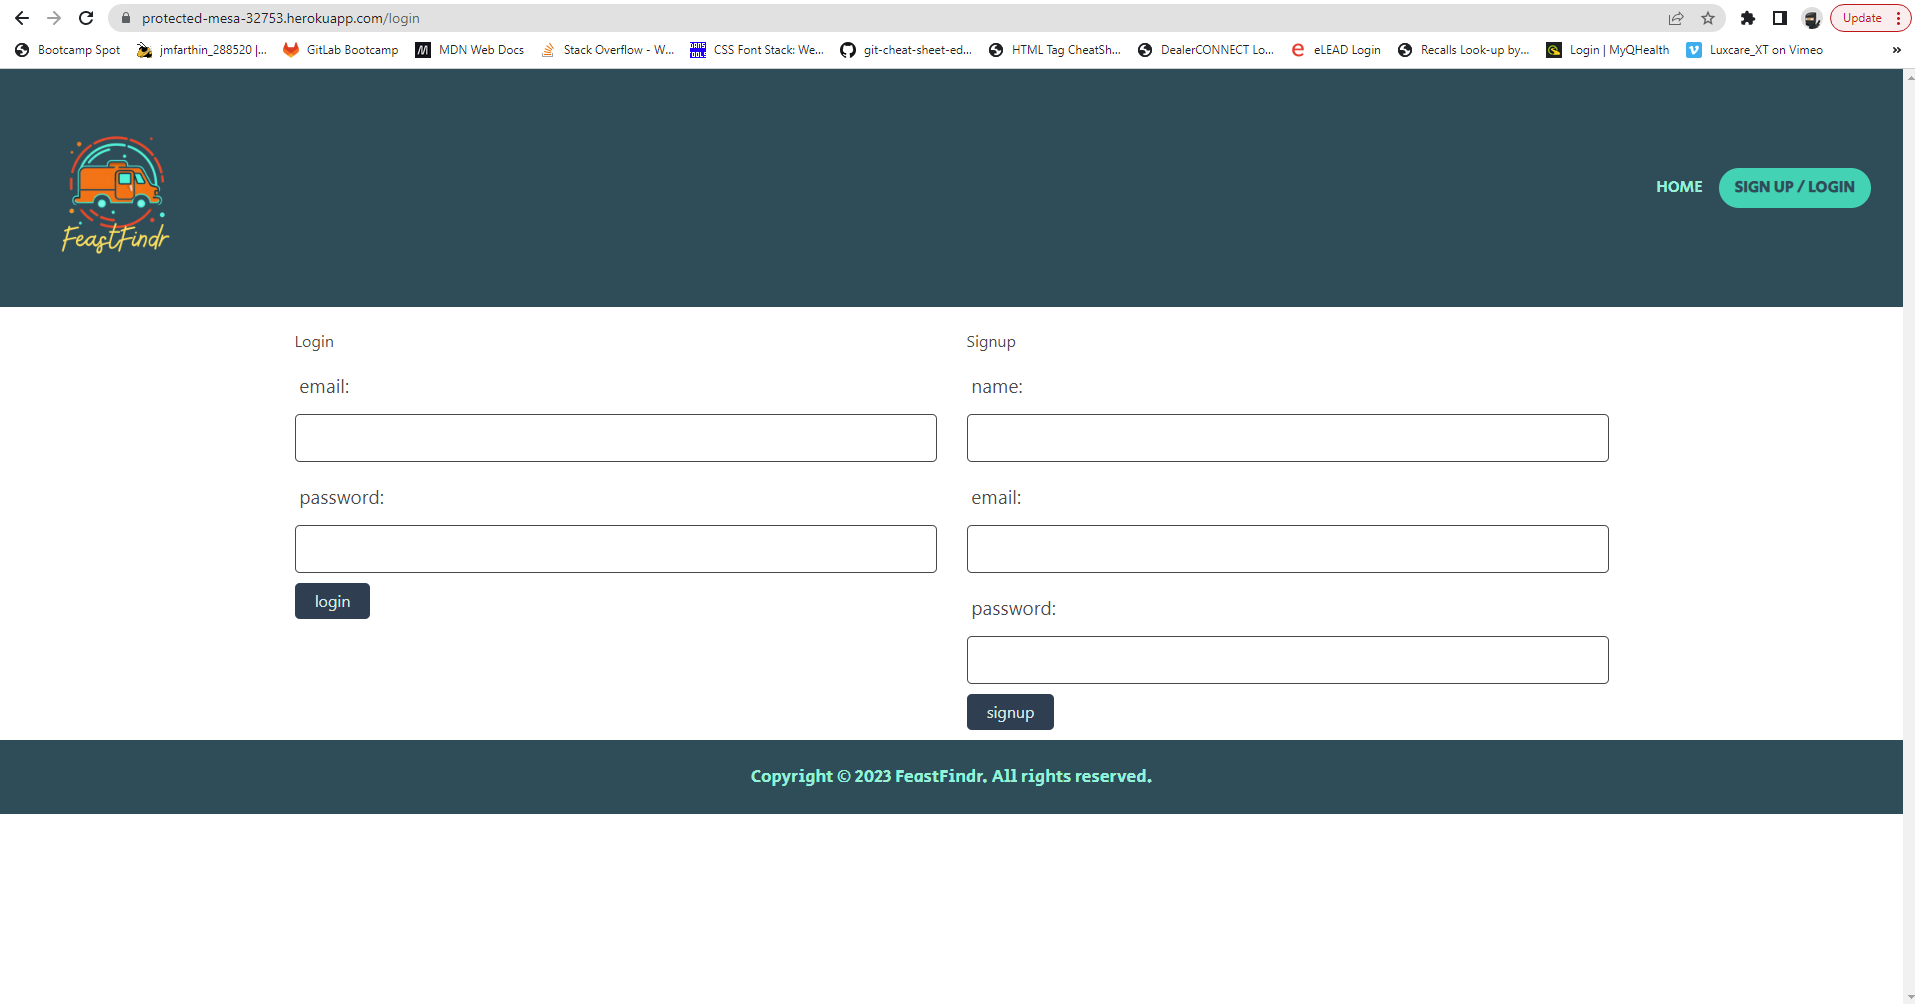 protected-mesa-32753.herokuapp.com/login
Update
Bootcamp Spot
jmfarthin_288520 |...
GitLab Bootcamp
MDN Web Docs
Stack Overflow - W...
CSS Font Stack: We...
git-cheat-sheet-ed...
HTML Tag CheatSh...
DealerCONNECT Lo...
eLEAD Login
Recalls Look-up by...
Login | MyQHealth
Luxcare_XT on Vimeo
»
FeastFindr
HOME
SIGN UP / LOGIN
Login
email:
password:
login
Signup
name:
email:
password:
signup
Copyright © 2023 FeastFindr. All rights reserved.